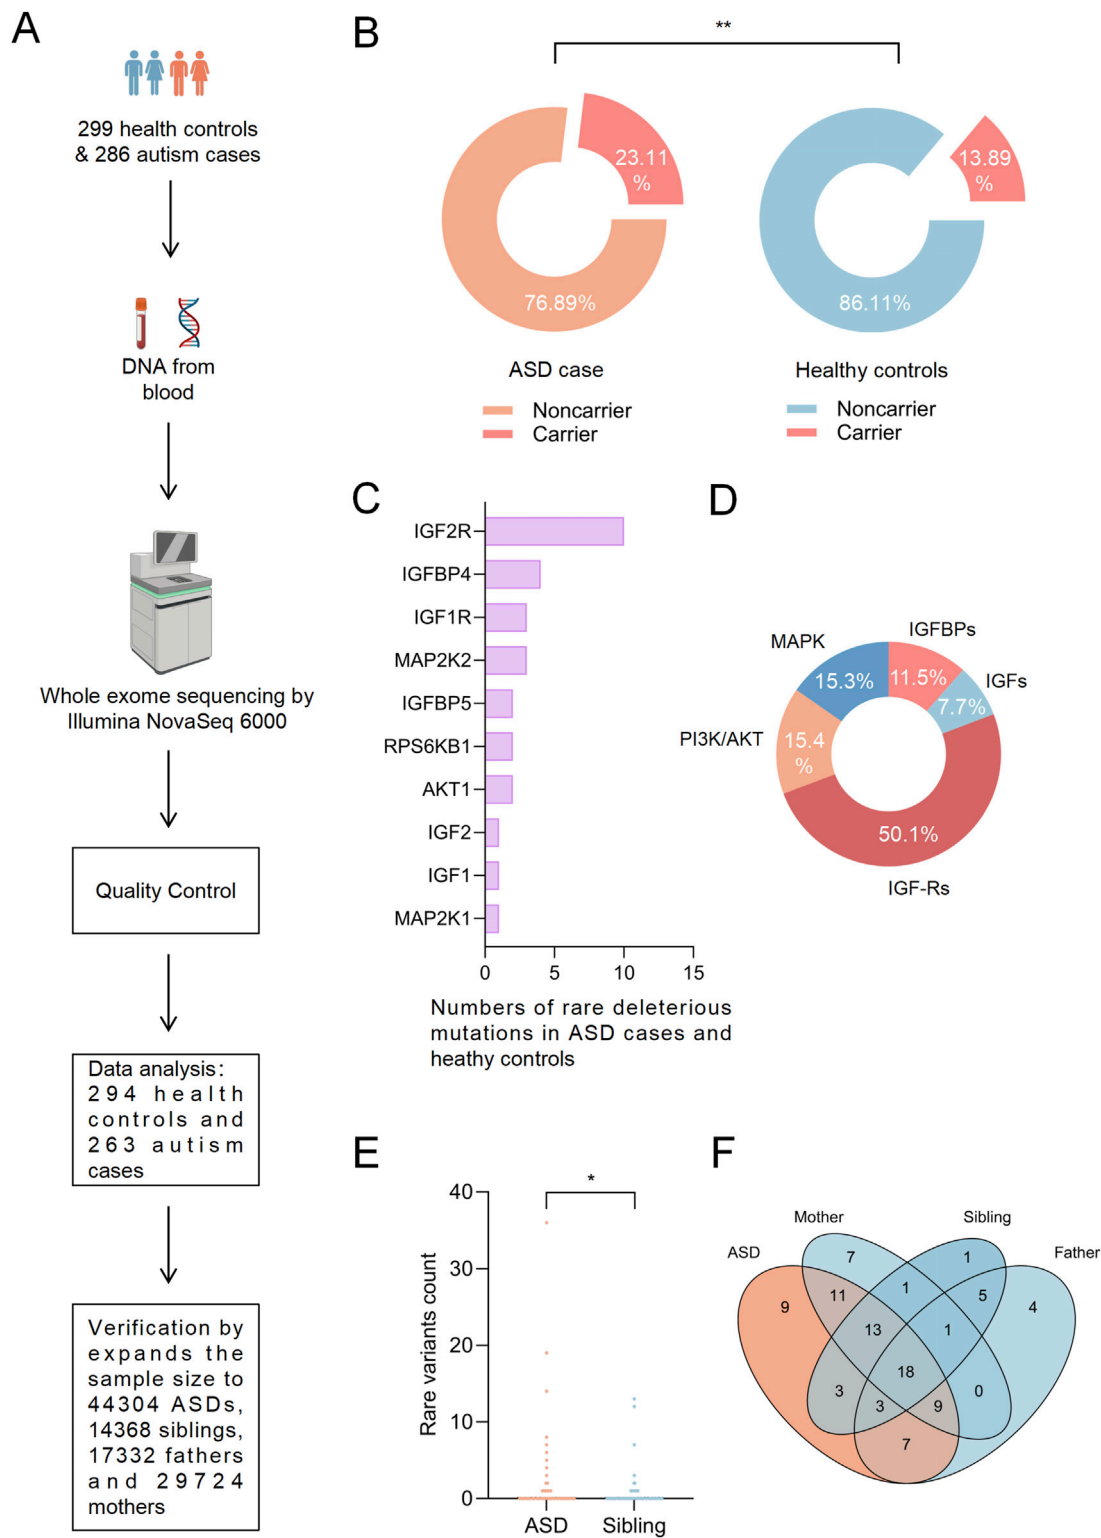 A
299 health controls
& 286 autism cases
DNA from
blood
Whole exome sequencing by
Illumina NovaSeq 6000
Quality Control
Data analysis:
294 health
controls and
263 autism
cases
Verification by
expands the
sample size to
44304 ASDs,
14368 siblings,
17332 fathers
and 29724
mothers
B
**
23.11
%
76.89%
13.89
%
86.11%
ASD case
Noncarrier
Carrier
Healthy controls
Noncarrier
Carrier
C
IGF2R
IGFBP4
IGF1R
MAP2K2
IGFBP5
RPS6KB1
AKT1
IGF2
IGF1
MAP2K1
0 5 10 15
Numbers of rare deleterious
mutations in ASD cases and
heathy controls
D
MAPK
IGFBPs
IGFs
PI3K/AKT
IGF-Rs
15.3%
11.5%
7.7%
15.4
%
50.1%
E
*
Rare variants count
40
30
20
10
0
ASD Sibling
F
Mother Sibling
ASD Father
7 1
11 1 5
9 4
13 1
18
3 0
3 9
7